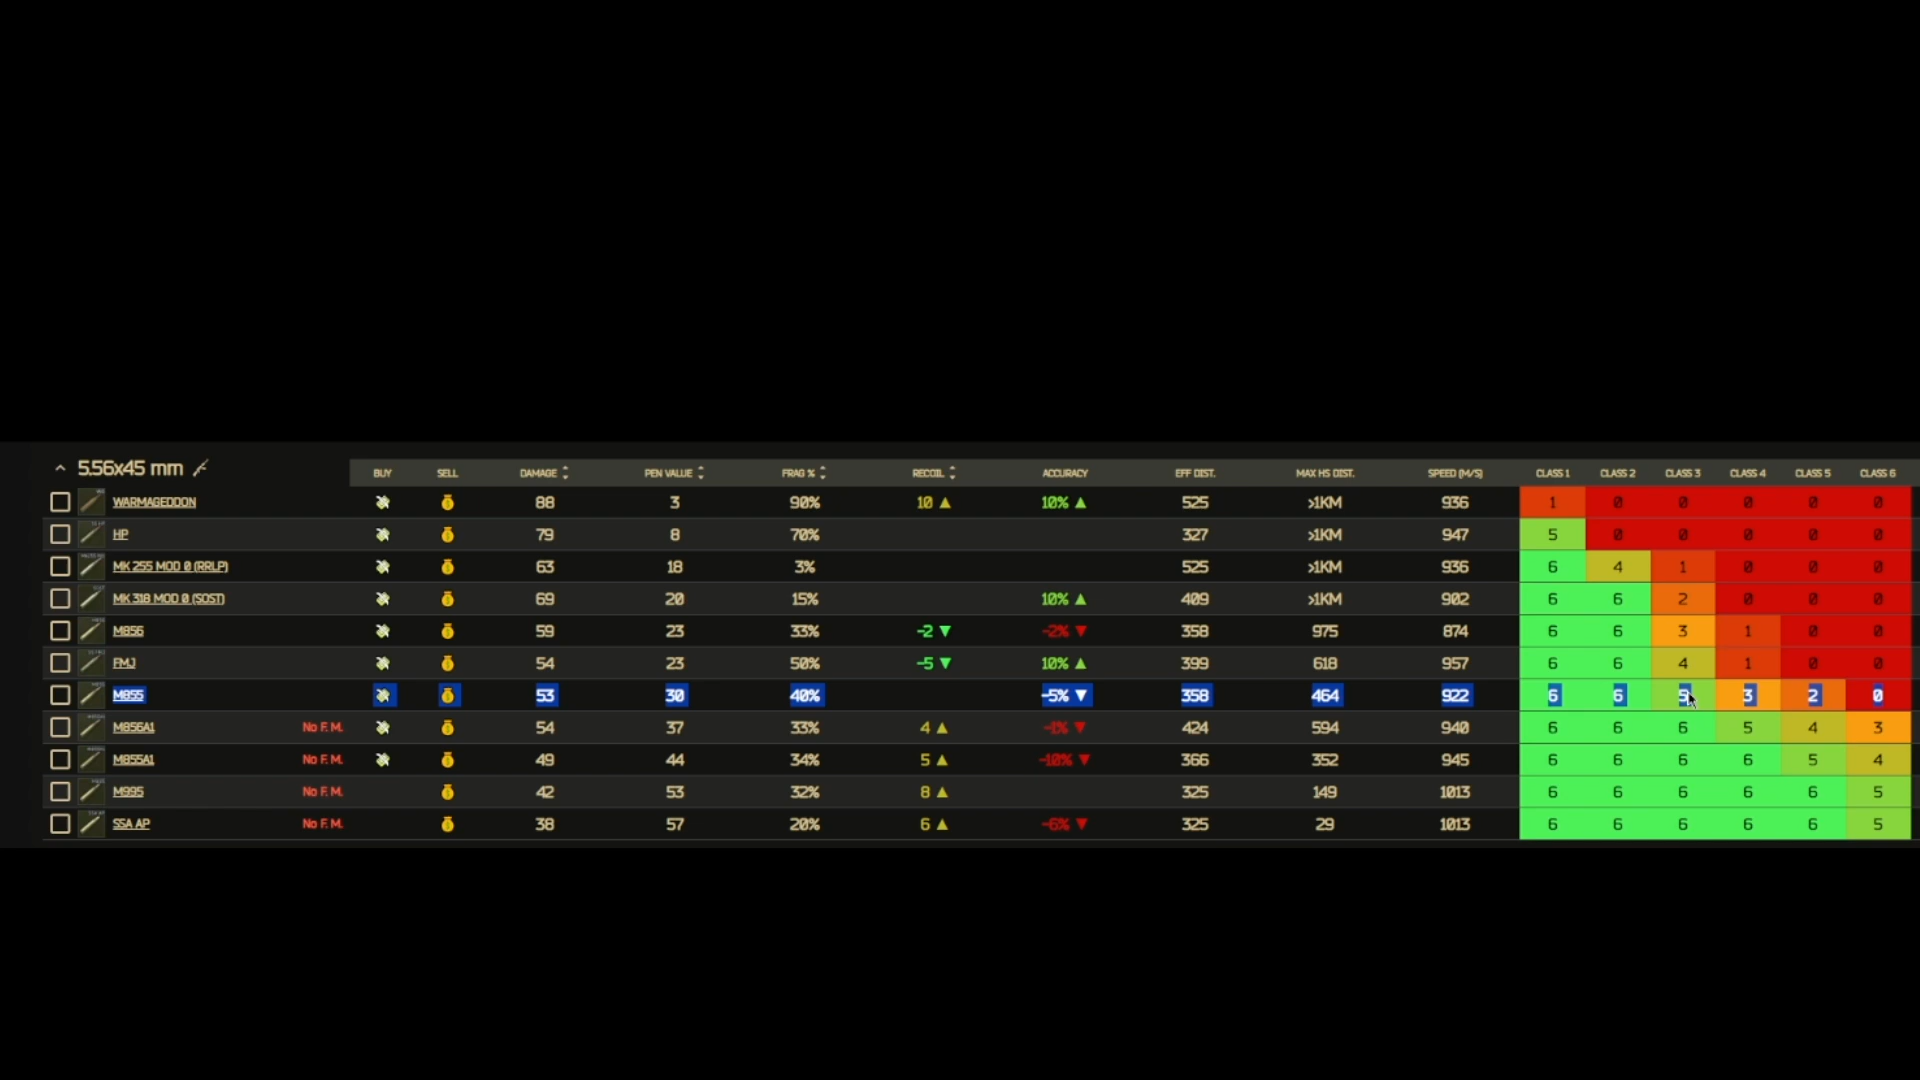 5.56x45 mm BUY SELL DAMAGE PEN VALUE FRAG % RECOIL ACCURACY EFF DIST. MAX HS DIST. SPEED (M/S) CLASS 1 CLASS 2 CLASS 3 CLASS 4 CLASS 5 CLASS 6
WARMAGEDDON 88 3 90% 10 ▲ 10% ▲ 525 >1KM 936 1 0 0 0 0 0
HP 79 8 70% 327 >1KM 947 5 0 0 0 0 0
MK 255 MOD 0 (RRLP) 63 18 3% 525 >1KM 936 6 4 1 0 0 0
MK 318 MOD 0 (SOST) 69 20 15% 10% ▲ 409 >1KM 902 6 6 2 0 0 0
M856 59 23 33% -2 ▼ -2% ▼ 358 975 874 6 6 3 1 0 0
FMJ 54 23 50% -5 ▼ 10% ▲ 399 618 957 6 6 4 1 0 0
M855 53 30 40% -5% ▼ 358 464 922 6 6 5 3 2 0
M856A1 No F. M. 54 37 33% 4 ▲ -1% ▼ 424 594 940 6 6 6 5 4 3
M855A1 No F. M. 49 44 34% 5 ▲ -10% ▼ 366 352 945 6 6 6 6 5 4
M995 No F. M. 42 53 32% 8 ▲ 325 149 1013 6 6 6 6 6 5
SSA AP No F. M. 38 57 20% 6 ▲ -6% ▼ 325 29 1013 6 6 6 6 6 5